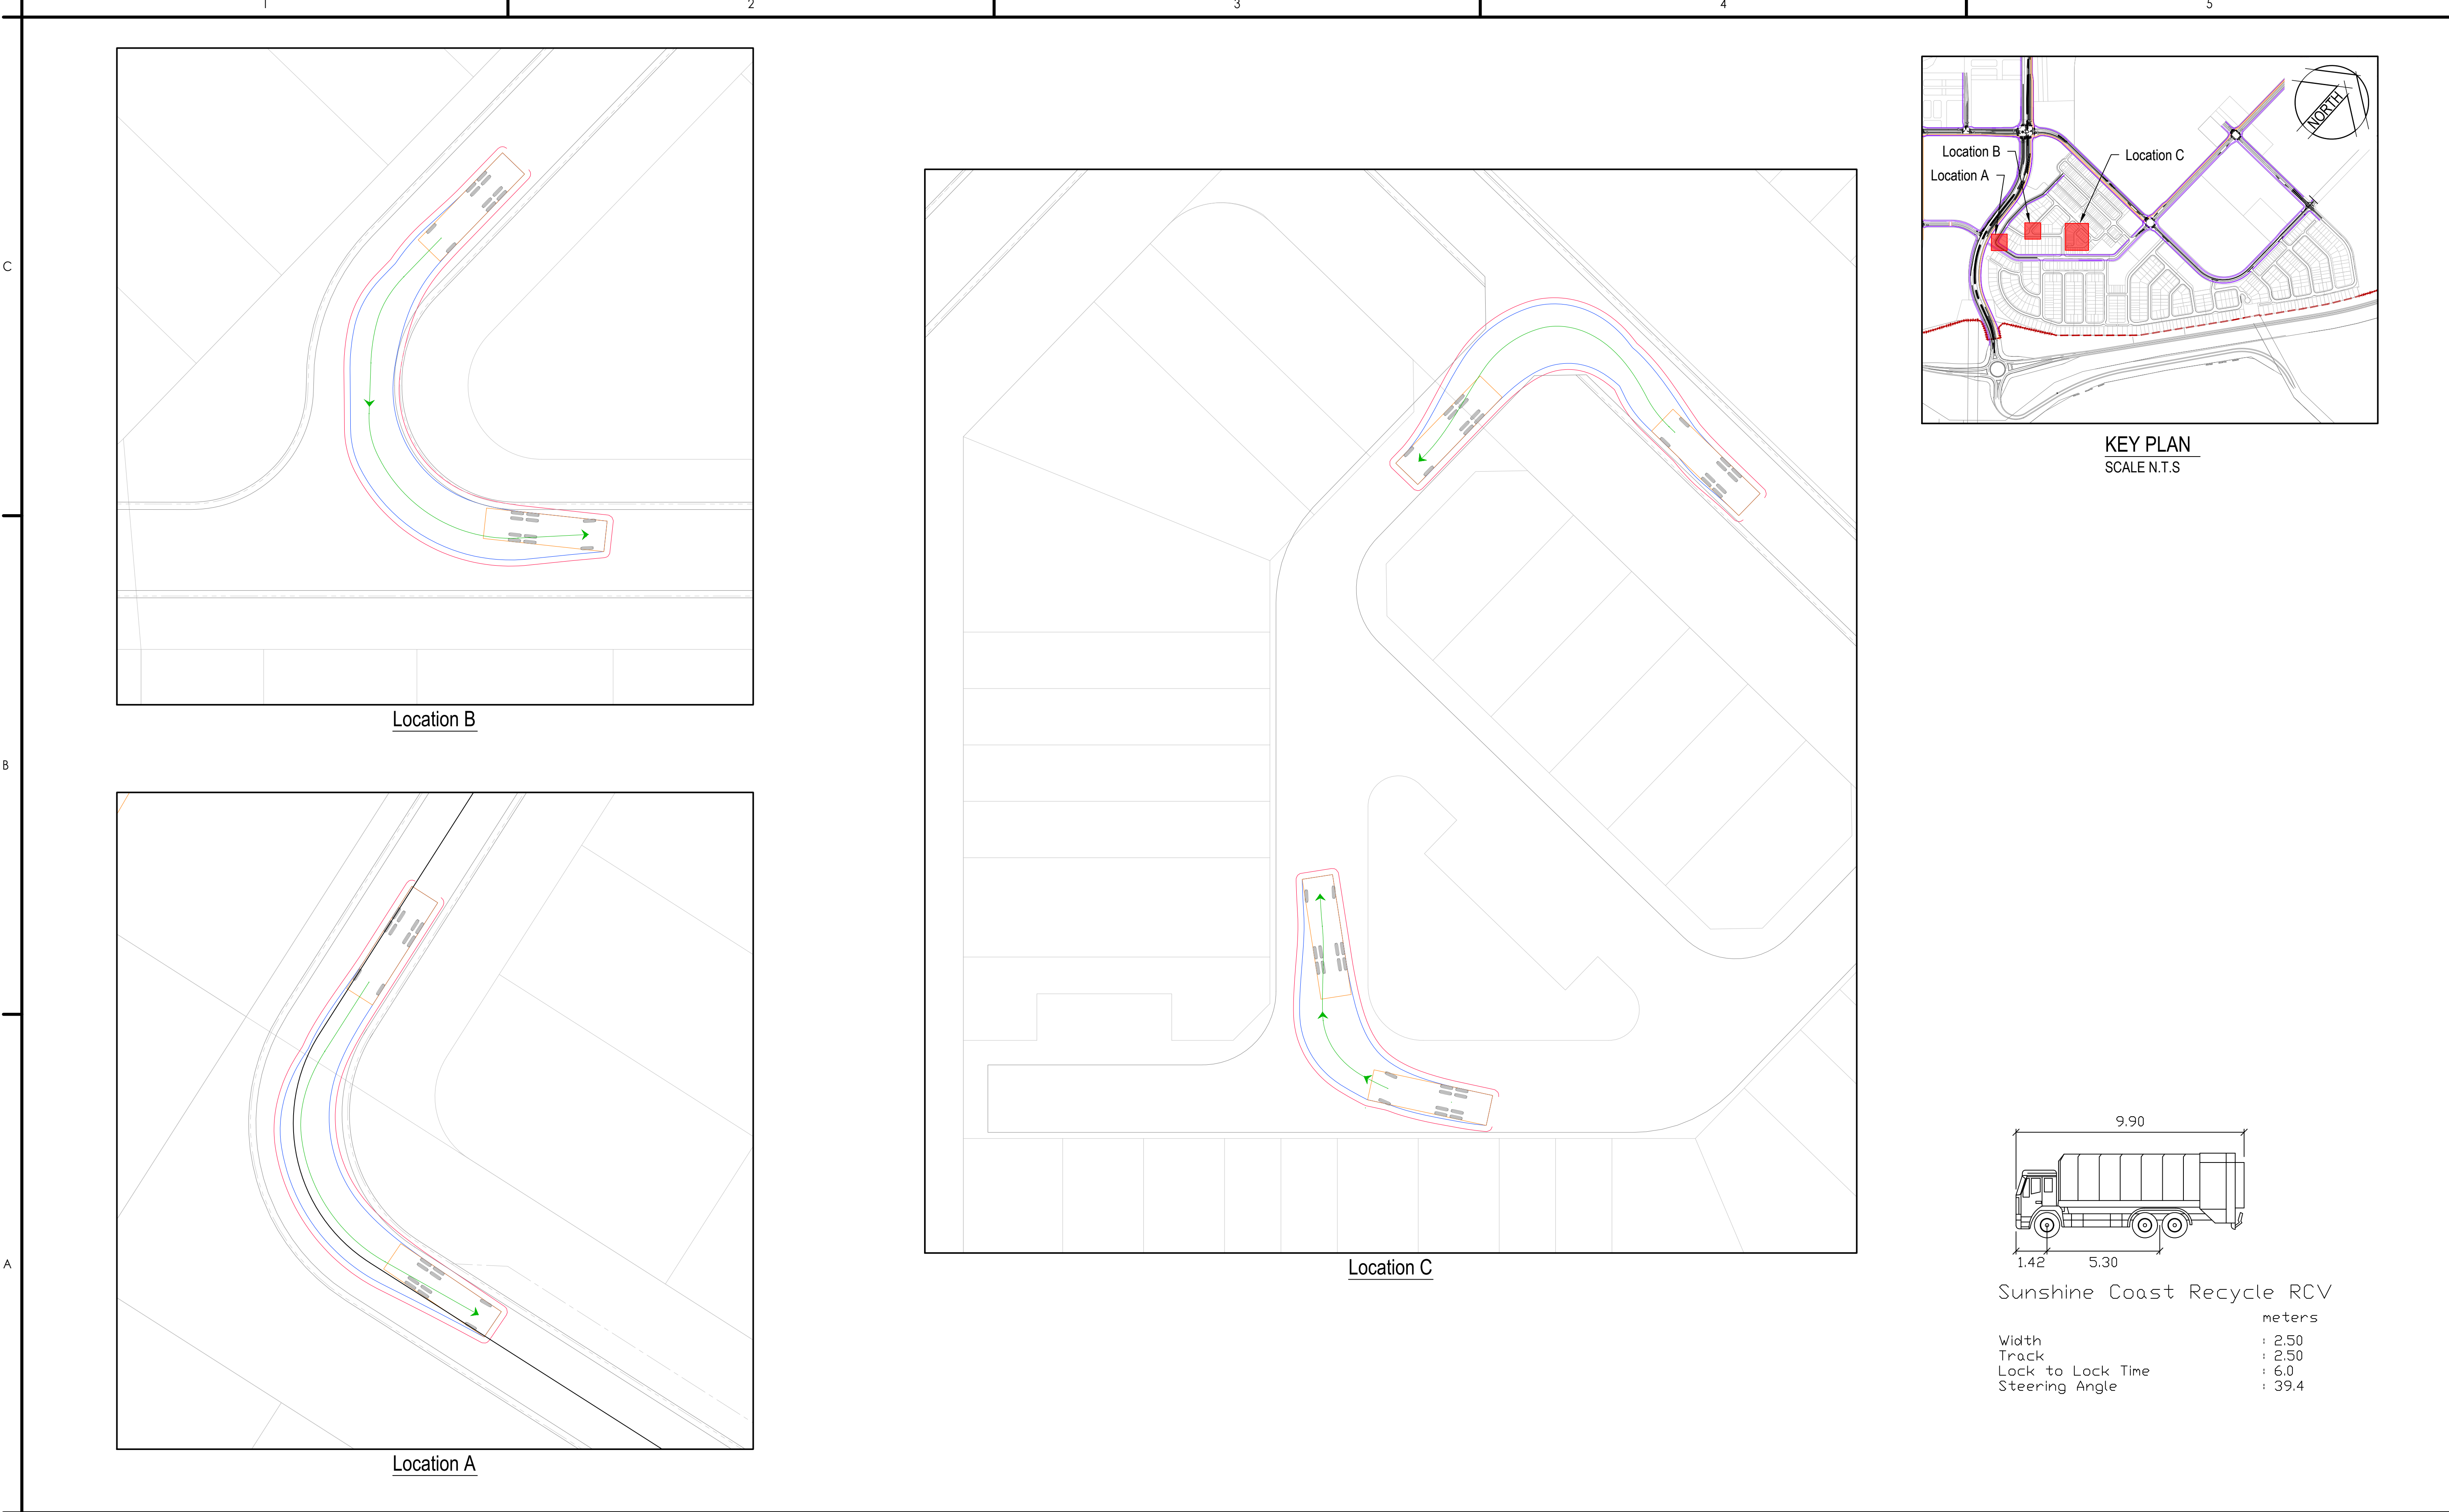 1
2
3
4
5
C
B
A
Location B
Location A
Location C
Location B
Location C
Location A
NORTH
KEY PLAN
SCALE N.T.S
9.90
1.42
5.30
Sunshine Coast Recycle RCV
meters
Width : 2.50
Track : 2.50
Lock to Lock Time : 6.0
Steering Angle : 39.4